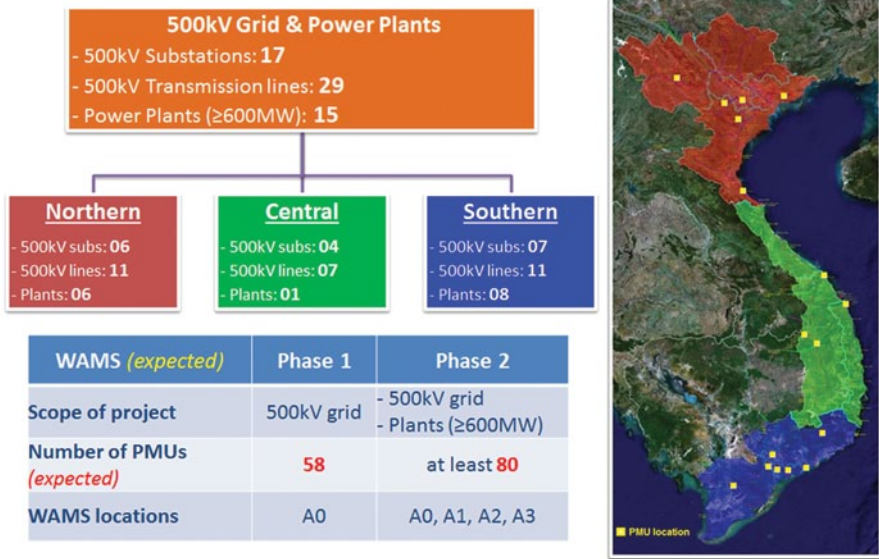 500kV Grid & Power Plants
- 500kV Substations: 17
- 500kV Transmission lines: 29
- Power Plants (≥600MW): 15
Northern
- 500kV subs: 06
- 500kV lines: 11
- Plants: 06
Central
- 500kV subs: 04
- 500kV lines: 07
- Plants: 01
Southern
- 500kV subs: 07
- 500kV lines: 11
- Plants: 08
WAMS (expected) Phase 1 Phase 2
Scope of project 500kV grid - 500kV grid
- Plants (≥600MW)
Number of PMUs
(expected) 58 at least 80
WAMS locations A0 A0, A1, A2, A3
PMU location